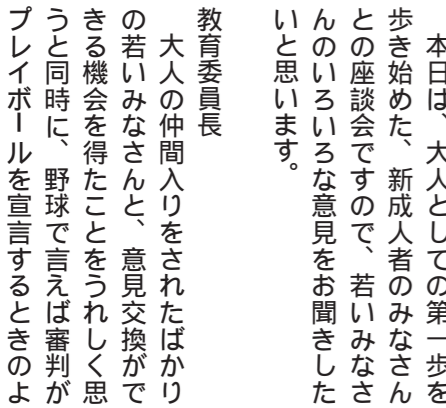 本日は、大人としての第一歩を
歩き始めた、新成人者のみなさん
との座談会ですので、若いみなさ
んのいろいろな意見をお聞きした
いと思います。
教育委員長
大人の仲間入りをされたばかり
の若いみなさんと、意見交換がで
きる機会を得たことをうれしく思
うと同時に、野球で言えば審判が
プレイボールを宣言するときのよ